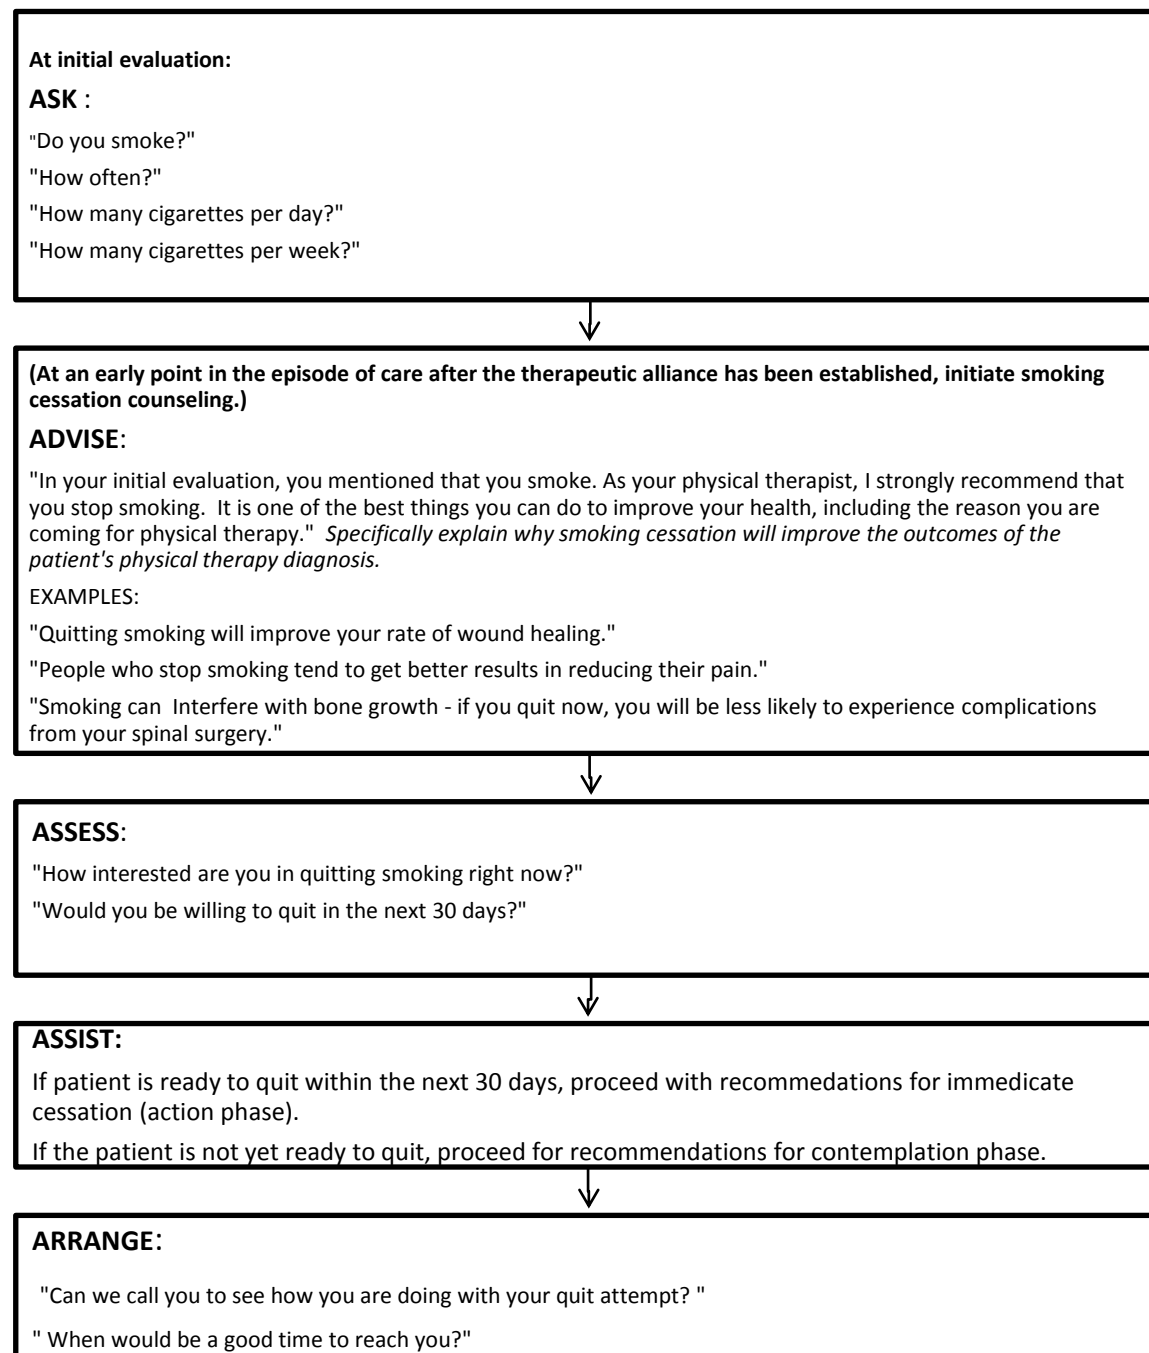 At initial evaluation:
ASK :
"Do you smoke?"
"How often?"
"How many cigarettes per day?"
"How many cigarettes per week?"
(At an early point in the episode of care after the therapeutic alliance has been established, initiate smoking
cessation counseling.)
ADVISE:
"In your initial evaluation, you mentioned that you smoke. As your physical therapist, I strongly recommend that
you stop smoking.  It is one of the best things you can do to improve your health, including the reason you are
coming for physical therapy."  Specifically explain why smoking cessation will improve the outcomes of the
patient's physical therapy diagnosis.
EXAMPLES:
"Quitting smoking will improve your rate of wound healing."
"People who stop smoking tend to get better results in reducing their pain."
"Smoking can  Interfere with bone growth - if you quit now, you will be less likely to experience complications
from your spinal surgery."
ASSESS:
"How interested are you in quitting smoking right now?"
"Would you be willing to quit in the next 30 days?"
ASSIST:
If patient is ready to quit within the next 30 days, proceed with recommedations for immedicate
cessation (action phase).
If the patient is not yet ready to quit, proceed for recommendations for contemplation phase.
ARRANGE:
"Can we call you to see how you are doing with your quit attempt? "
" When would be a good time to reach you?"